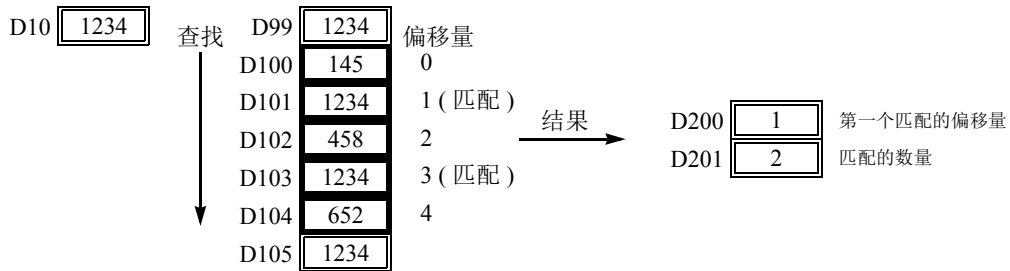 D10 1234 查找 D99 1234 偏移量
D100 145 0
D101 1234 1 ( 匹配 )
D102 458 2 结果 D200 1 第一个匹配的偏移量
D103 1234 3 ( 匹配 ) D201 2 匹配的数量
D104 652 4
D105 1234